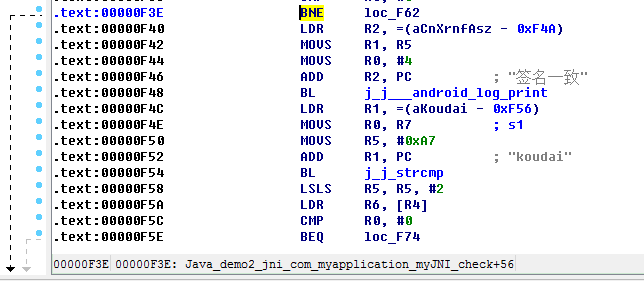 .text:00000F3E BNE loc_F62
.text:00000F40 LDR R2, =(aCnXrnfAsz - 0xF4A)
.text:00000F42 MOVS R1, R5
.text:00000F44 MOVS R0, #4
.text:00000F46 ADD R2, PC ; "签名一致"
.text:00000F48 BL j_j___android_log_print
.text:00000F4C LDR R1, =(aKoudai - 0xF56)
.text:00000F4E MOVS R0, R7 ; s1
.text:00000F50 MOVS R5, #0xA7
.text:00000F52 ADD R1, PC ; "koudai"
.text:00000F54 BL j_j_strcmp
.text:00000F58 LSLS R5, R5, #2
.text:00000F5A LDR R6, [R4]
.text:00000F5C CMP R0, #0
.text:00000F5E BEQ loc_F74
00000F3E 00000F3E: Java_demo2_jni_com_myapplication_myJNI_check+56